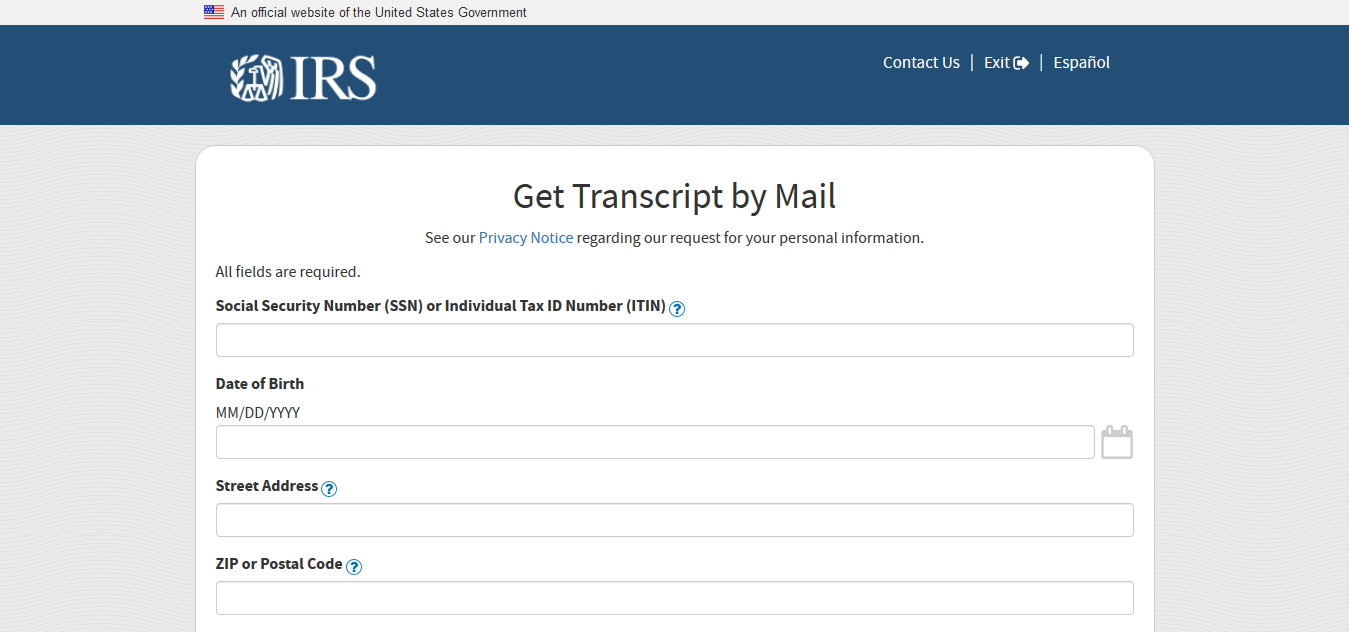 An official website of the United States Government
IRS
Contact Us | Exit | Español
Get Transcript by Mail
See our Privacy Notice regarding our request for your personal information.
All fields are required.
Social Security Number (SSN) or Individual Tax ID Number (ITIN) ?
Date of Birth
MM/DD/YYYY
Street Address ?
ZIP or Postal Code ?